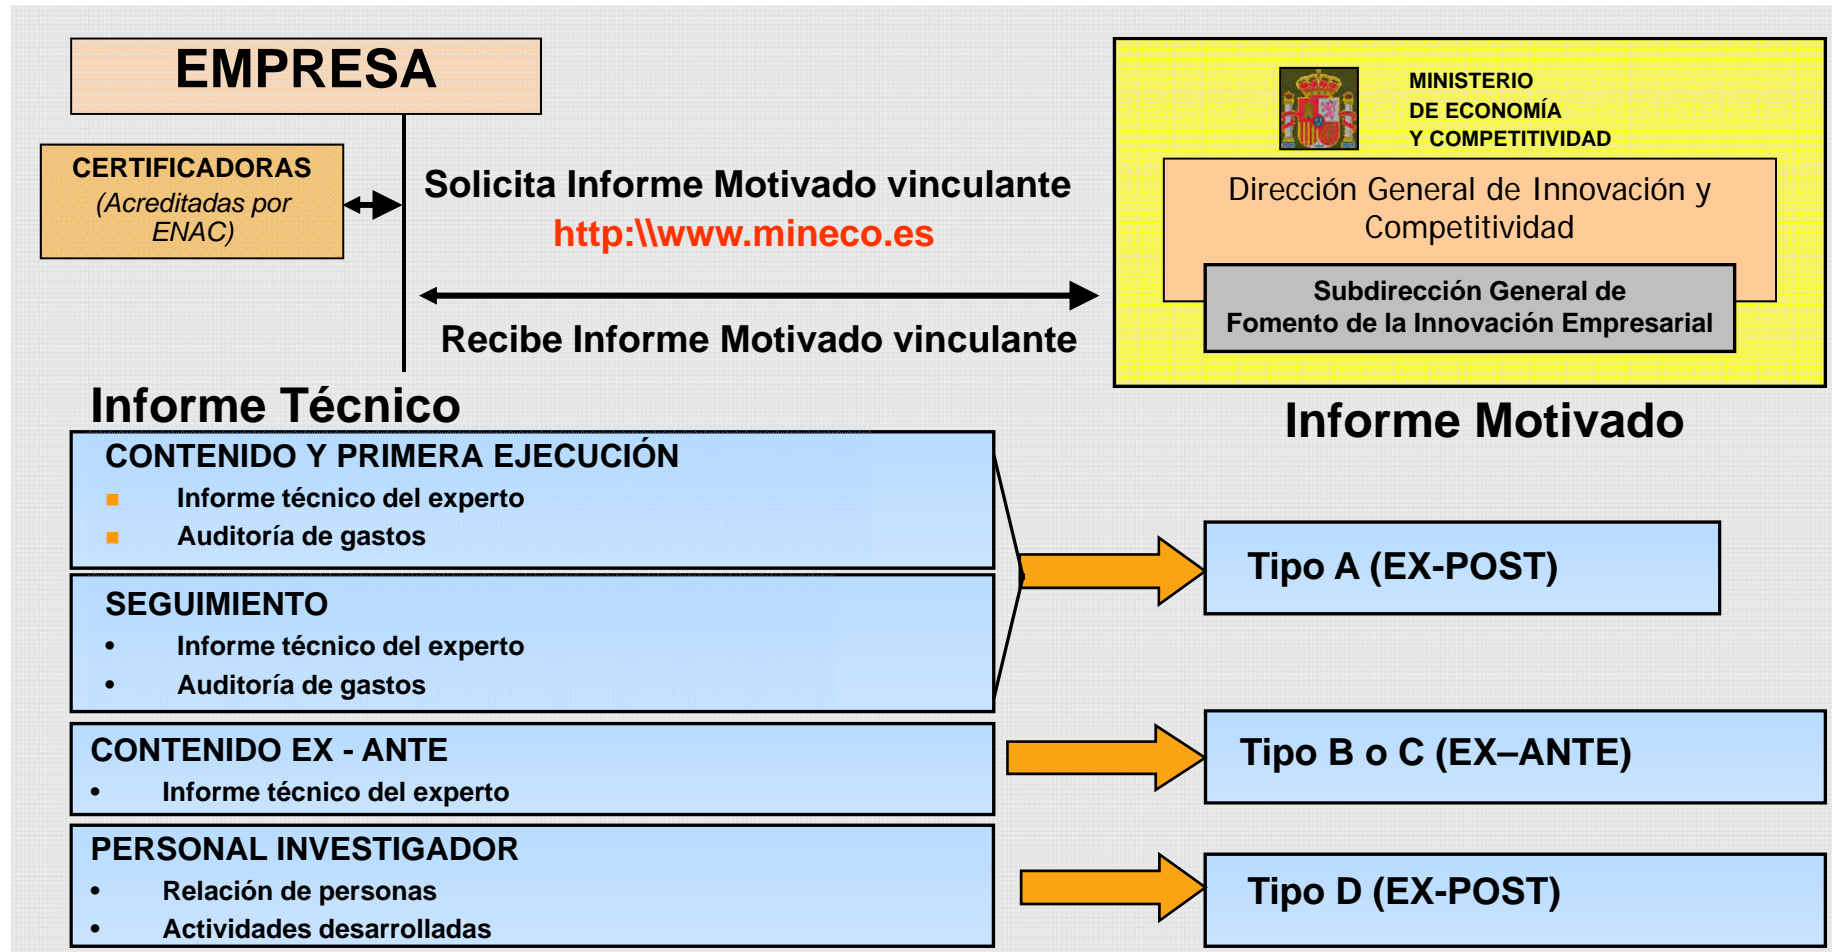 EMPRESA
CERTIFICADORAS
(Acreditadas por
ENAC)
Solicita Informe Motivado vinculante
http:\\www.mineco.es
Recibe Informe Motivado vinculante
MINISTERIO
DE ECONOMÍA
Y COMPETITIVIDAD
Dirección General de Innovación y
Competitividad
Subdirección General de
Fomento de la Innovación Empresarial
Informe Técnico
Informe Motivado
CONTENIDO Y PRIMERA EJECUCIÓN
■ Informe técnico del experto
■ Auditoría de gastos
SEGUIMIENTO
• Informe técnico del experto
• Auditoría de gastos
Tipo A (EX-POST)
CONTENIDO EX - ANTE
• Informe técnico del experto
Tipo B o C (EX–ANTE)
PERSONAL INVESTIGADOR
• Relación de personas
• Actividades desarrolladas
Tipo D (EX-POST)